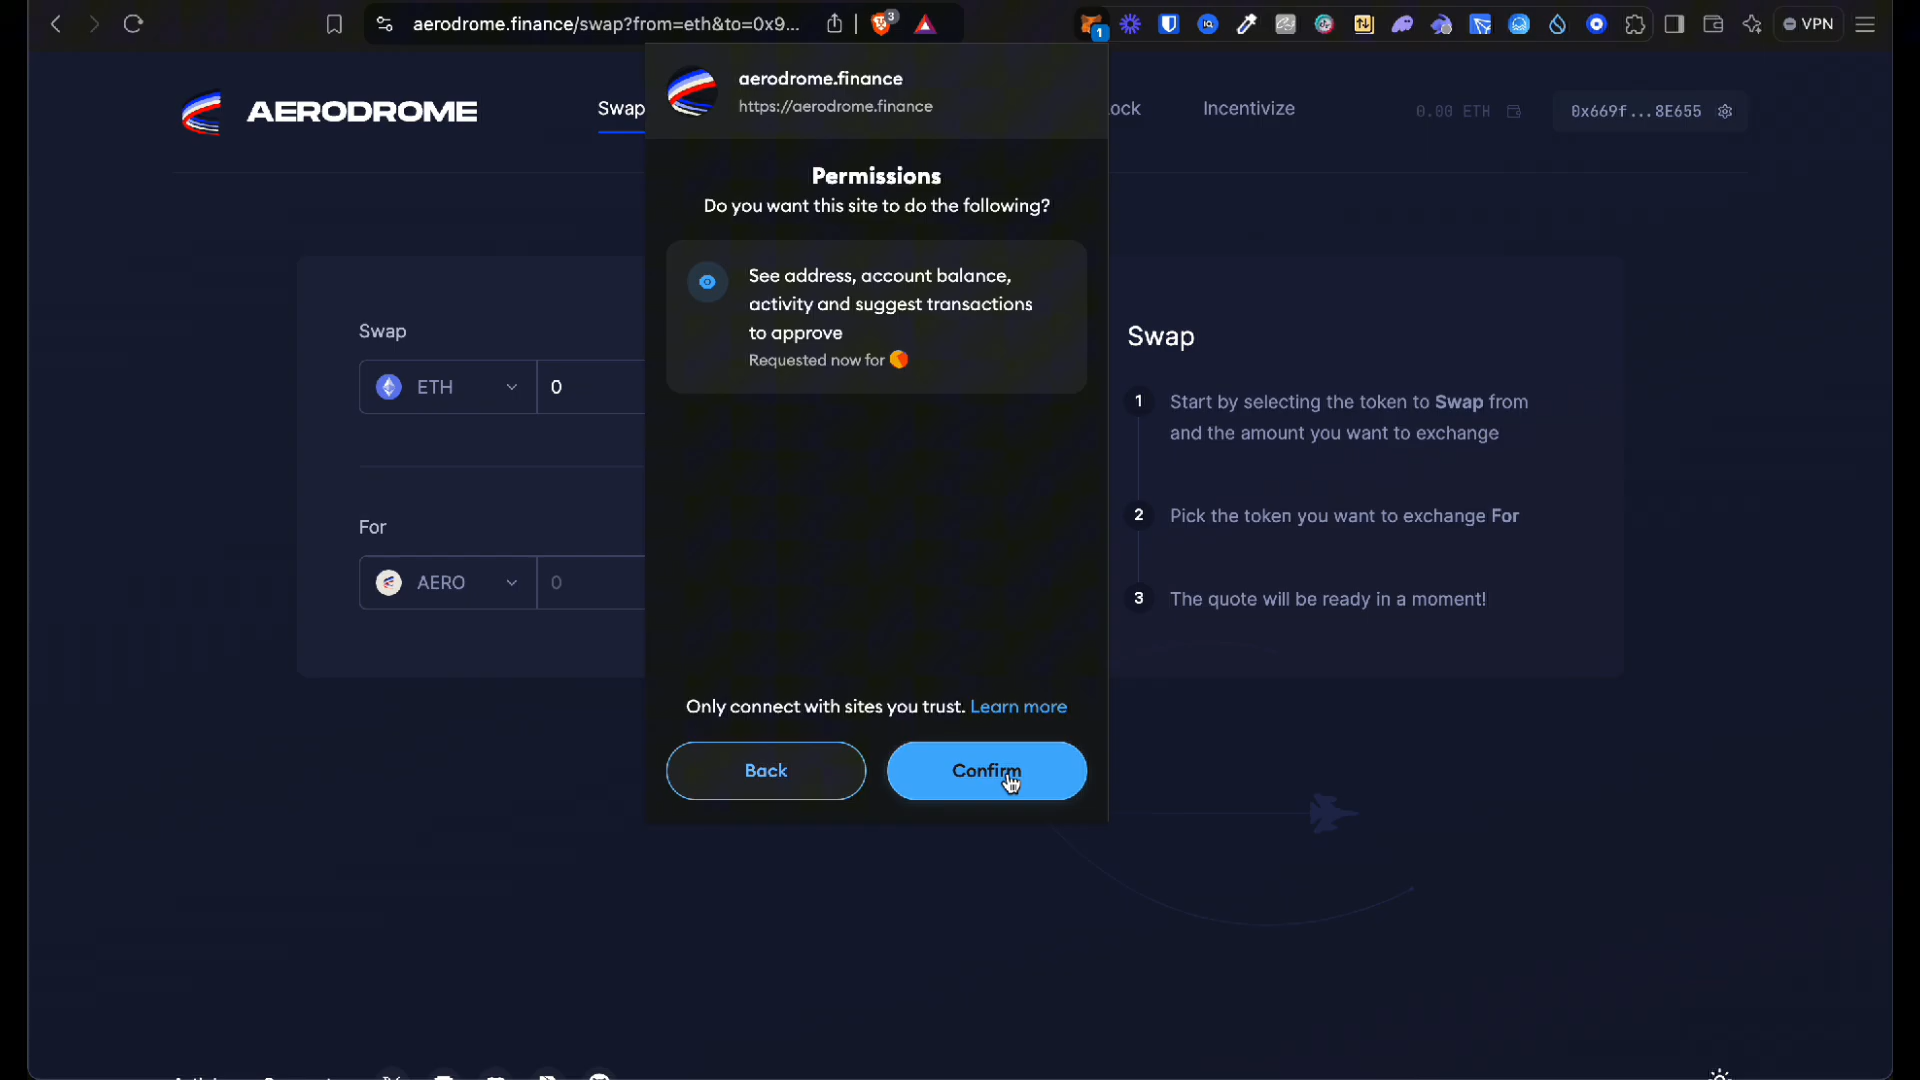 aerodrome.finance/swap?from=eth&to=0x9...
3
1
VPN
AERODROME
Swap
ock
Incentivize
0.00 ETH
0x669f...8E655
aerodrome.finance
https://aerodrome.finance
Permissions
Do you want this site to do the following?
See address, account balance,
activity and suggest transactions
to approve
Requested now for
Only connect with sites you trust. Learn more
Back
Confirm
Swap
ETH
0
For
AERO
0
Swap
1
Start by selecting the token to Swap from
and the amount you want to exchange
2
Pick the token you want to exchange For
3
The quote will be ready in a moment!